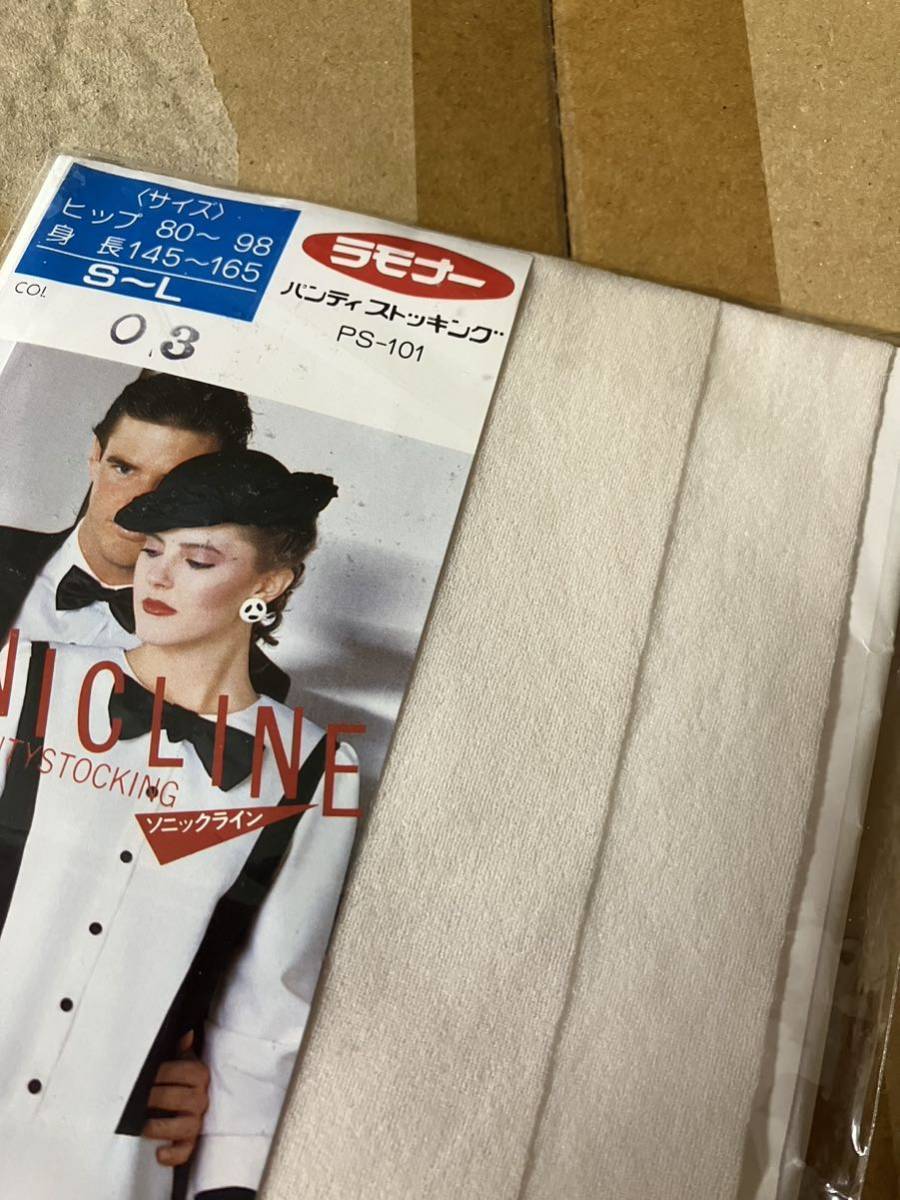 〈サイズ〉
ヒップ 80～98
身 長145～165
S～L
COL
03
ラモナー
パンティ ストッキング
PS-101
NICLINE
TYSTOCKING
ソニックライン